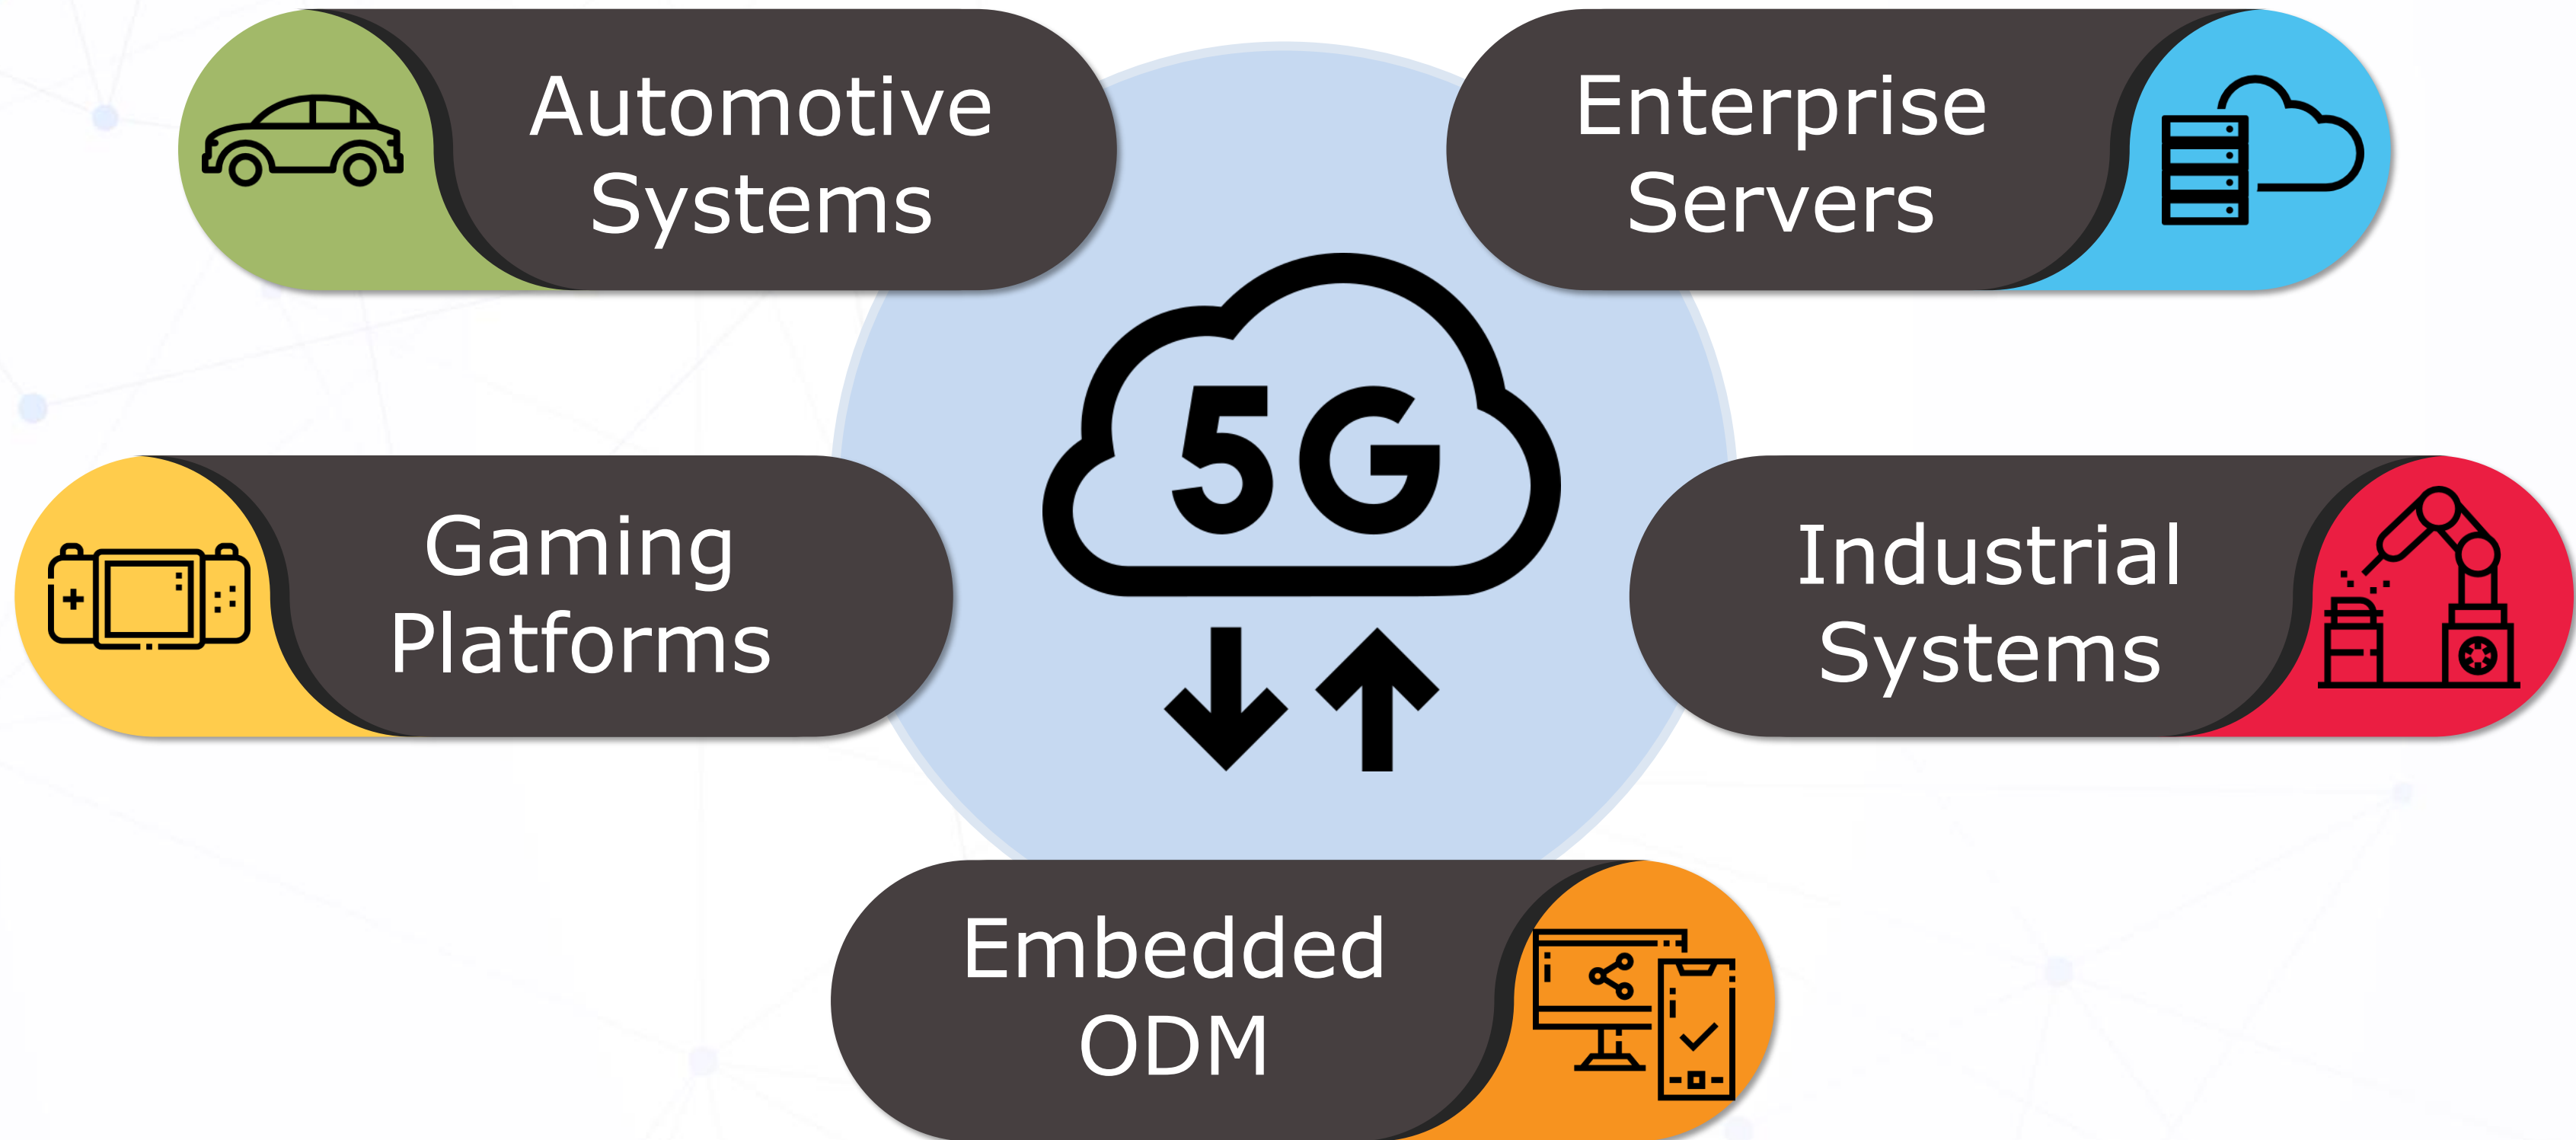 Automotive
Systems
Enterprise
Servers
5G
Gaming
Platforms
Industrial
Systems
Embedded
ODM